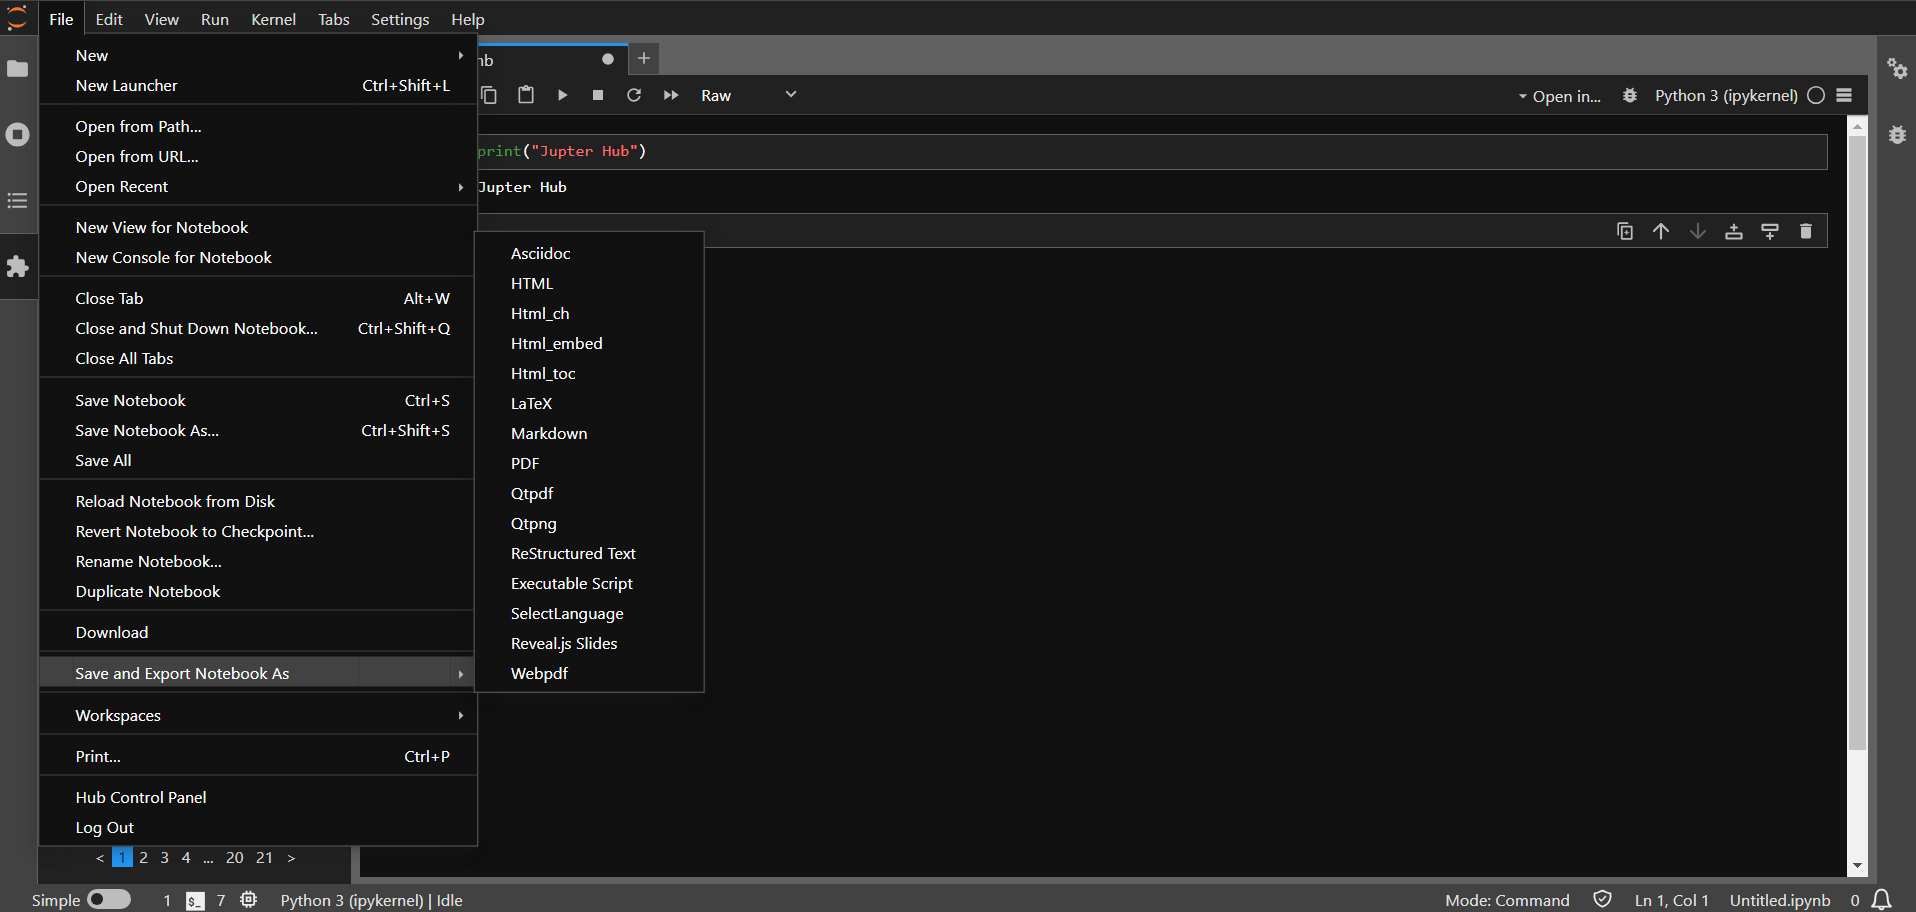 File Edit View Run Kernel Tabs Settings Help
New
New Launcher Ctrl+Shift+L
Open from Path...
Open from URL...
Open Recent
New View for Notebook
New Console for Notebook
Close Tab Alt+W
Close and Shut Down Notebook... Ctrl+Shift+Q
Close All Tabs
Save Notebook Ctrl+S
Save Notebook As... Ctrl+Shift+S
Save All
Reload Notebook from Disk
Revert Notebook to Checkpoint...
Rename Notebook...
Duplicate Notebook
Download
Save and Export Notebook As
Workspaces
Print... Ctrl+P
Hub Control Panel
Log Out
< 1 2 3 4 ... 20 21 >
Asciidoc
HTML
Html_ch
Html_embed
Html_toc
LaTeX
Markdown
PDF
Qtpdf
Qtpng
ReStructured Text
Executable Script
SelectLanguage
Reveal.js Slides
Webpdf
nb
+
Raw
Open in...
Python 3 (ipykernel)
print("Jupter Hub")
Jupter Hub
Simple 1 $_ 7 Python 3 (ipykernel) | Idle
Mode: Command Ln 1, Col 1 Untitled.ipynb 0